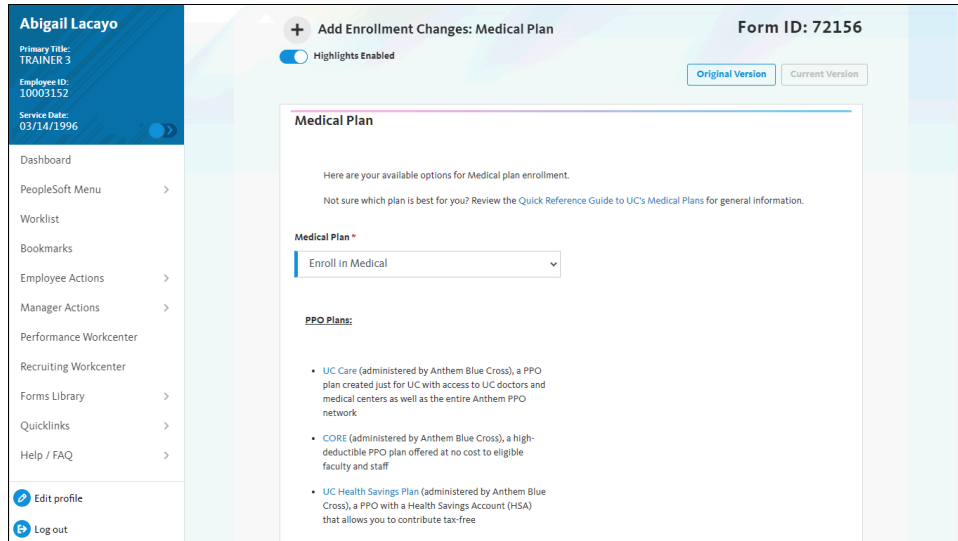 Abigail Lacayo
Primary Title:
TRAINER 3
Employee ID:
10003152
Service Date:
03/14/1996
Dashboard
PeopleSoft Menu
Worklist
Bookmarks
Employee Actions
Manager Actions
Performance Workcenter
Recruiting Workcenter
Forms Library
Quicklinks
Help / FAQ
Edit profile
Log out
Add Enrollment Changes: Medical Plan
Form ID: 72156
Highlights Enabled
Original Version
Current Version
Medical Plan
Here are your available options for Medical plan enrollment.
Not sure which plan is best for you? Review the Quick Reference Guide to UC's Medical Plans for general information.
Medical Plan *
Enroll in Medical
PPO Plans:
• UC Care (administered by Anthem Blue Cross), a PPO
plan created just for UC with access to UC doctors and
medical centers as well as the entire Anthem PPO
network
• CORE (administered by Anthem Blue Cross), a high-
deductible PPO plan offered at no cost to eligible
faculty and staff
• UC Health Savings Plan (administered by Anthem Blue
Cross), a PPO with a Health Savings Account (HSA)
that allows you to contribute tax-free